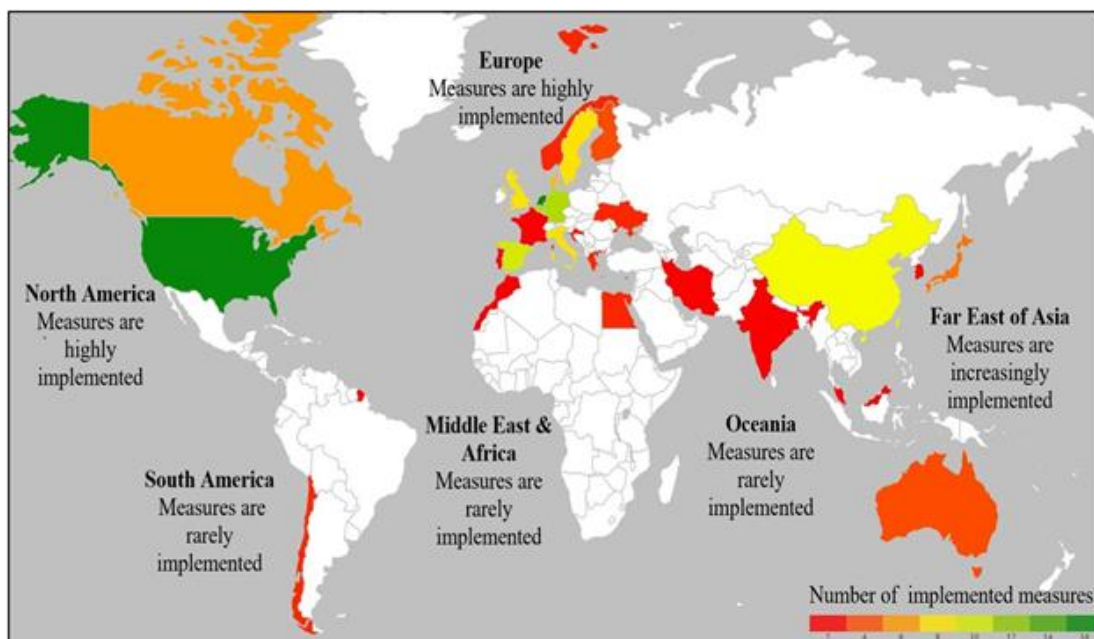 Europe
Measures are highly
implemented
North America
Measures are
highly
implemented
Far East of Asia
Measures are
increasingly
implemented
Middle East &
Africa
Measures are
rarely
implemented
Oceania
Measures are
rarely
implemented
South America
Measures are
rarely
implemented
Number of implemented measures